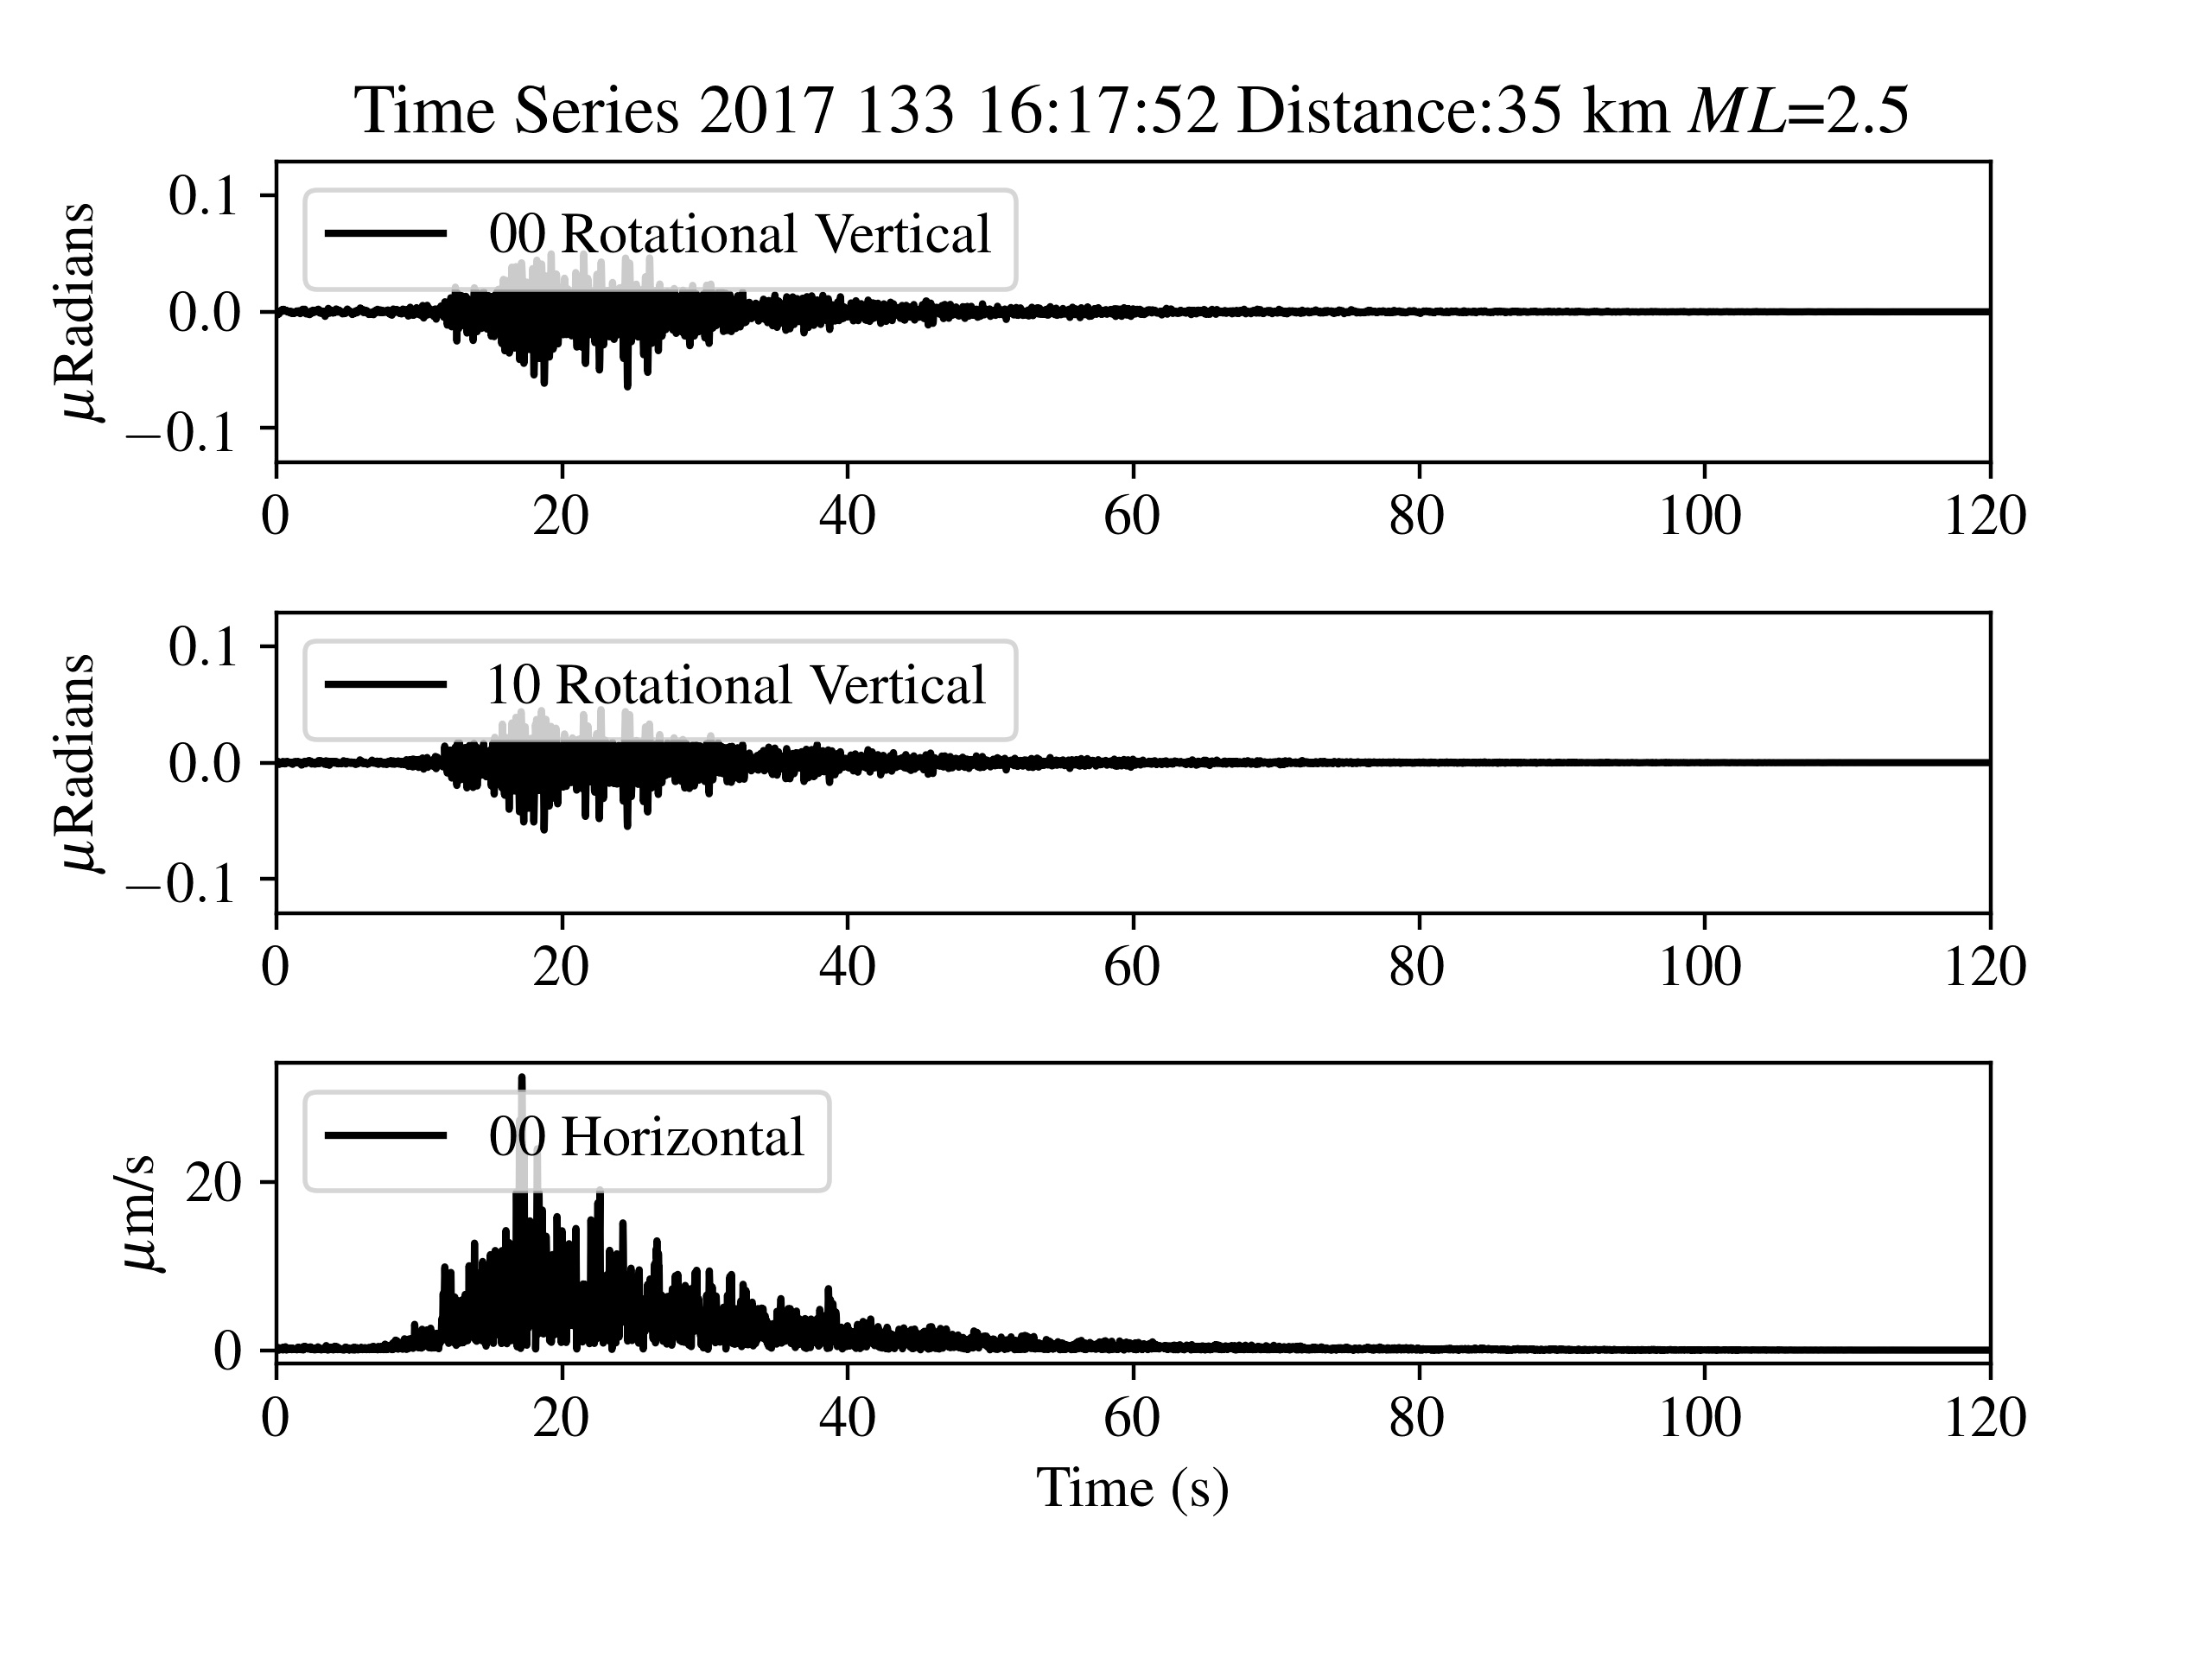 Time Series 2017 133 16:17:52 Distance:35 km ML=2.5
μRadians
0.1
0.0
−0.1
00 Rotational Vertical
0 20 40 60 80 100 120
μRadians
0.1
0.0
−0.1
10 Rotational Vertical
0 20 40 60 80 100 120
μm/s
20
0
00 Horizontal
0 20 40 60 80 100 120
Time (s)